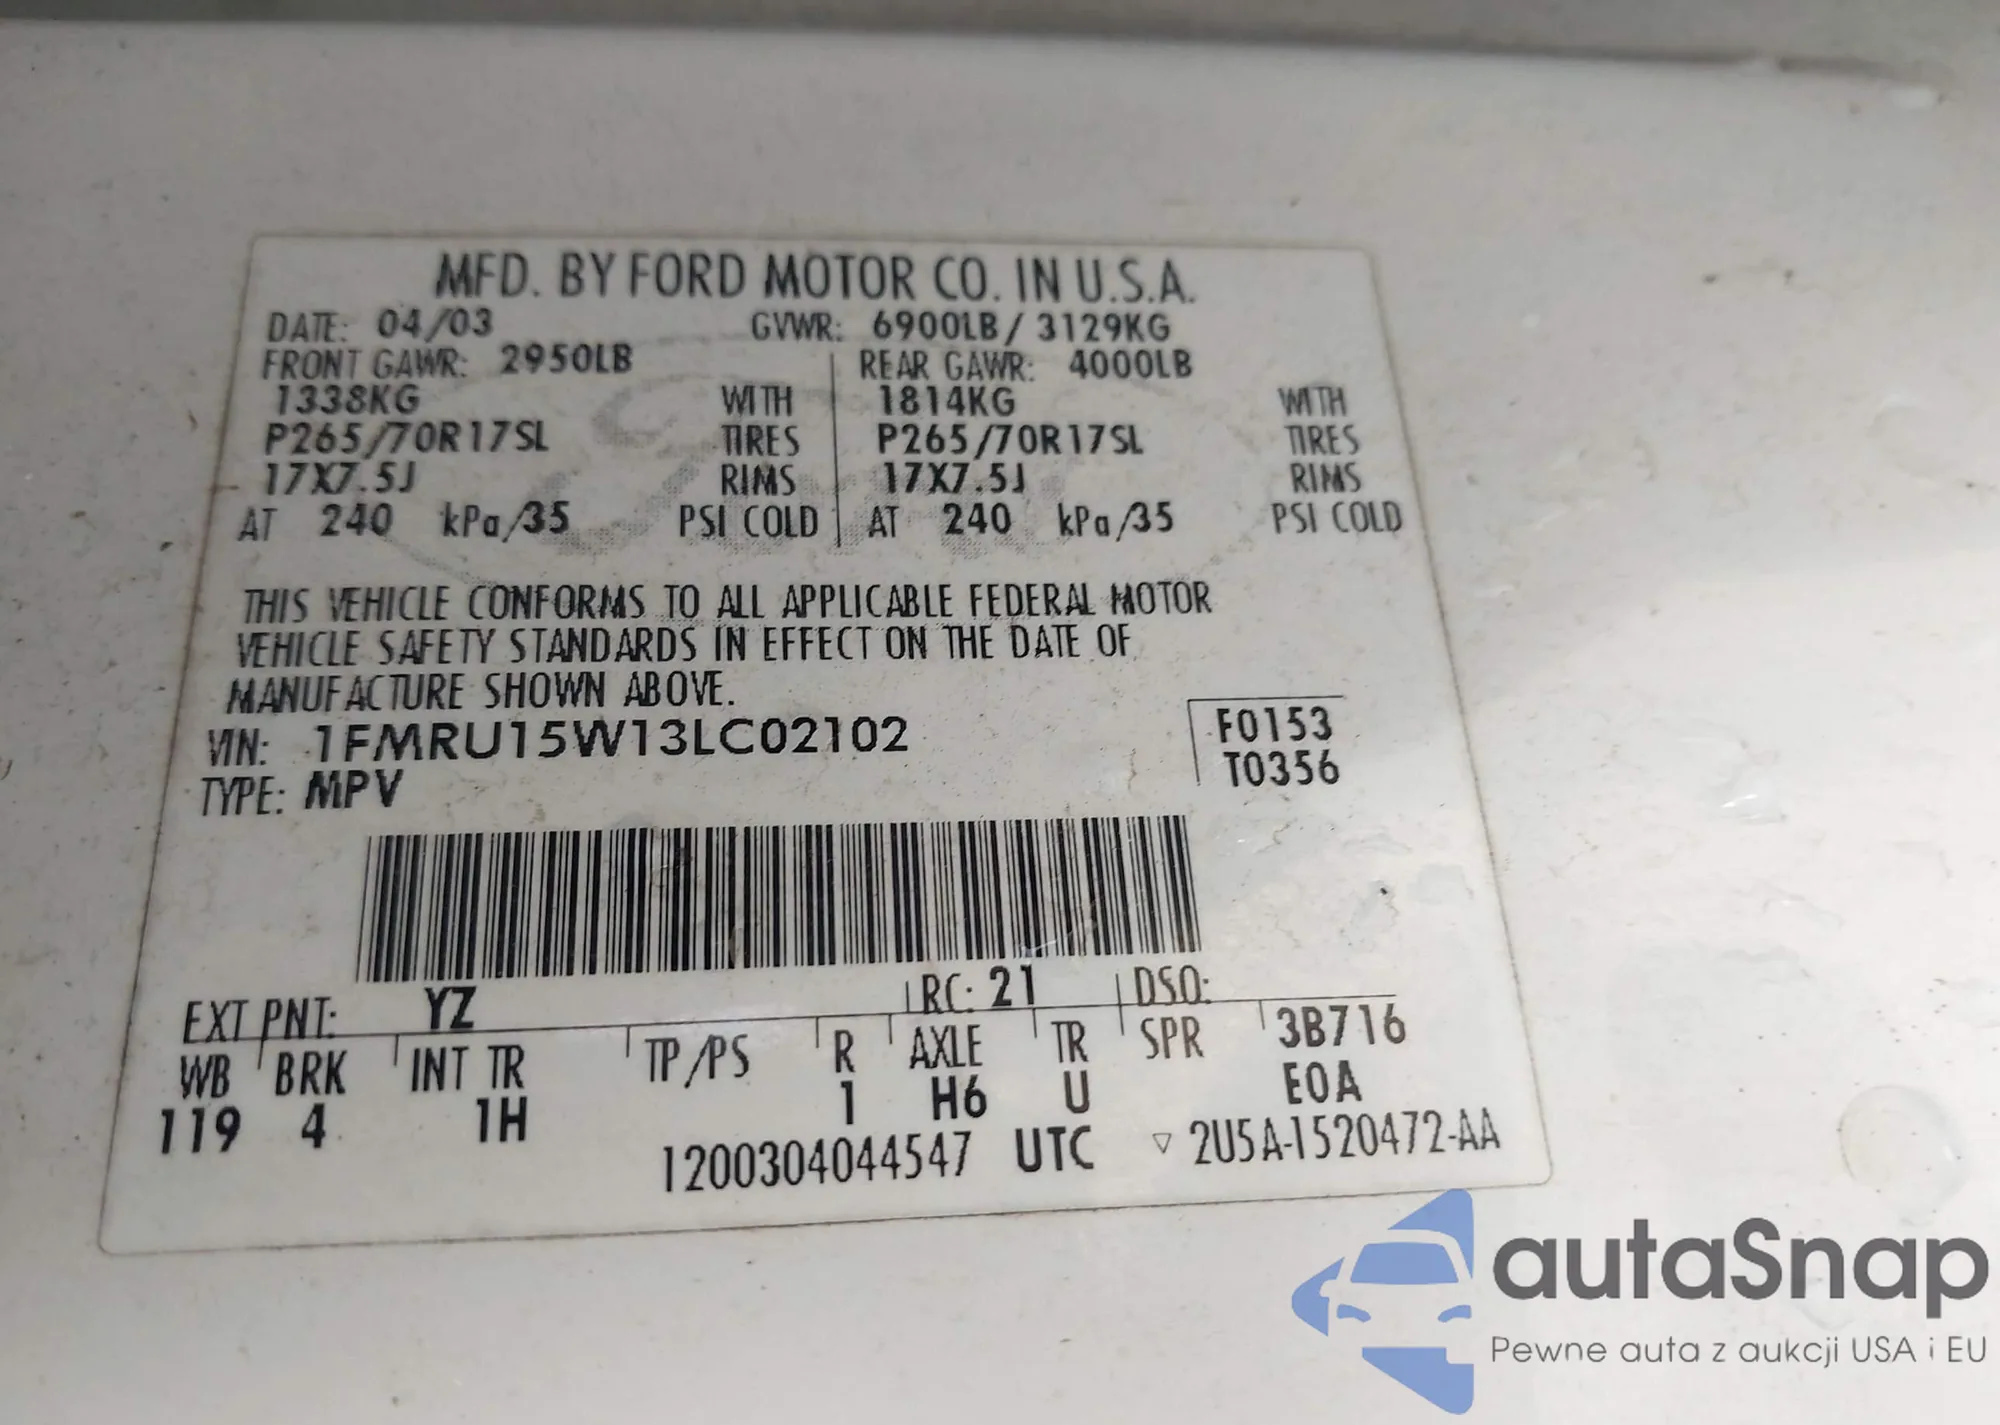 MFD. BY FORD MOTOR CO. IN U.S.A.
DATE: 04/03 GVWR: 6900LB / 3129KG
FRONT GAWR: 2950LB REAR GAWR: 4000LB
1338KG WITH 1814KG WITH
P265/70R17SL TIRES P265/70R17SL TIRES
17X7.5J RIMS 17X7.5J RIMS
AT 240 kPa/35 PSI COLD AT 240 kPa/35 PSI COLD
THIS VEHICLE CONFORMS TO ALL APPLICABLE FEDERAL MOTOR
VEHICLE SAFETY STANDARDS IN EFFECT ON THE DATE OF
MANUFACTURE SHOWN ABOVE.
VIN: 1FMRU15W13LC02102 F0153
TYPE: MPV T0356
EXT PNT: YZ RC: 21 DSO:
WB BRK INT TR TP/PS R AXLE TR SPR 3B716
119 4 1H 1 H6 U E0A
1200304044547 UTC ▽ 2U5A-1520472-AA
autaSnap
Pewne auta z aukcji USA i EU